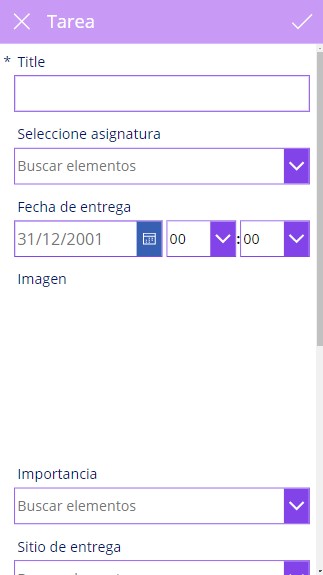 Tarea
* Title
Seleccione asignatura
Buscar elementos
Fecha de entrega
31/12/2001 00 : 00
Imagen
Importancia
Buscar elementos
Sitio de entrega